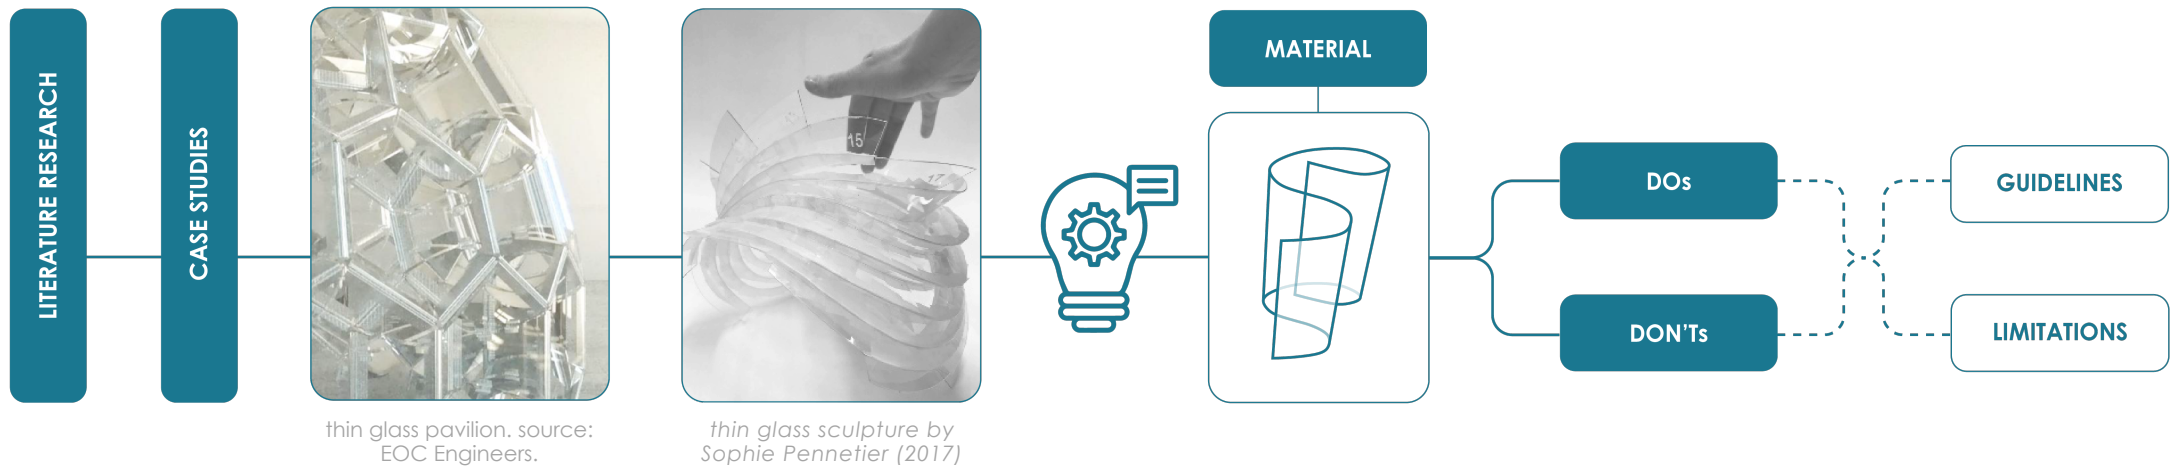 LITERATURE RESEARCH
CASE STUDIES
15
17
thin glass pavilion. source:
EOC Engineers.
thin glass sculpture by
Sophie Pennetier (2017)
MATERIAL
DOs
DON'Ts
GUIDELINES
LIMITATIONS